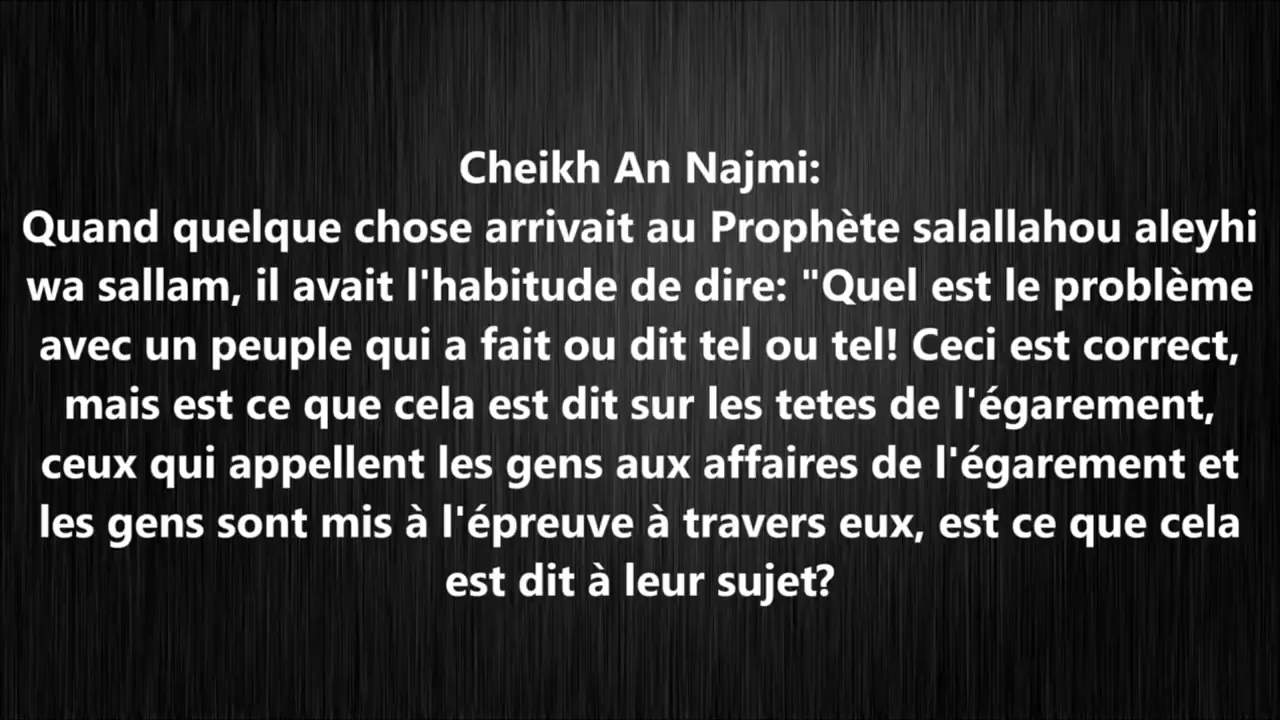 Cheikh An Najmi:
Quand quelque chose arrivait au Prophète salallahou aleyhi
wa sallam, il avait l'habitude de dire: "Quel est le problème
avec un peuple qui a fait ou dit tel ou tel! Ceci est correct,
mais est ce que cela est dit sur les tetes de l'égarement,
ceux qui appellent les gens aux affaires de l'égarement et
les gens sont mis à l'épreuve à travers eux, est ce que cela
est dit à leur sujet?